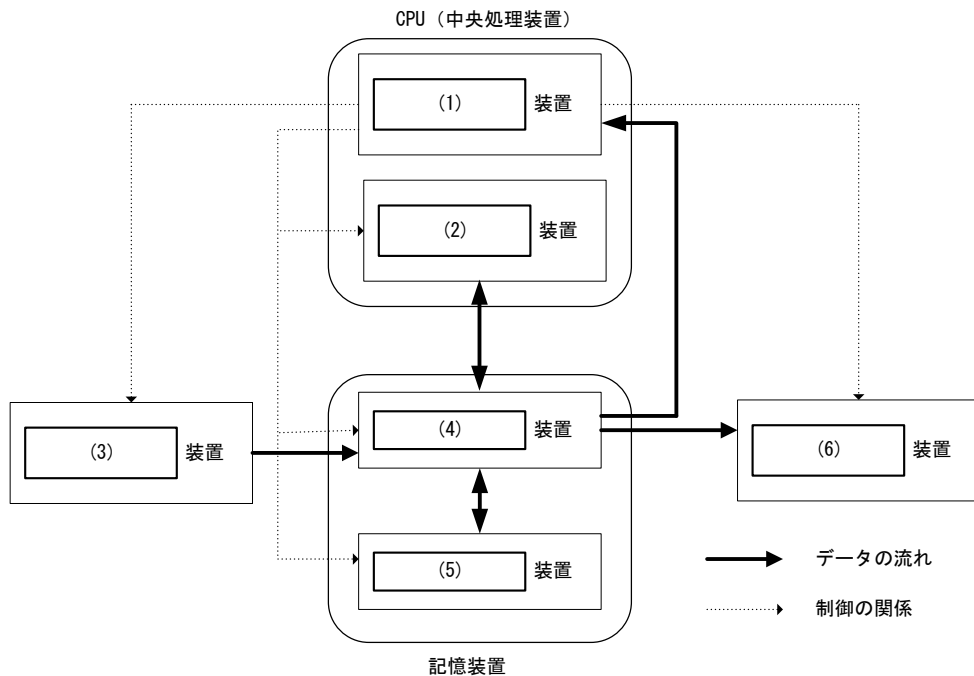 CPU（中央処理装置）
(1) 装置
(2) 装置
(3) 装置
(4) 装置
(5) 装置
(6) 装置
データの流れ
制御の関係
記憶装置